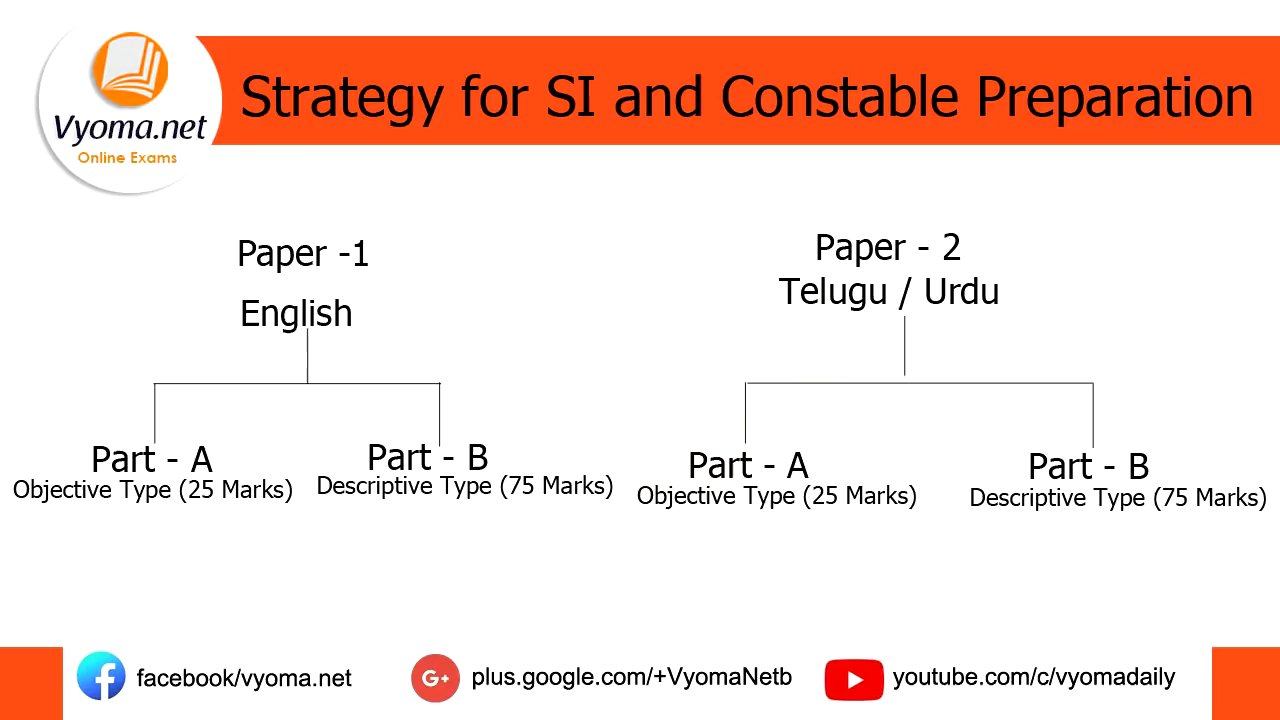 Vyoma.net
Online Exams
Strategy for SI and Constable Preparation
Paper -1
English
Part - A
Objective Type (25 Marks)
Part - B
Descriptive Type (75 Marks)
Paper - 2
Telugu / Urdu
Part - A
Objective Type (25 Marks)
Part - B
Descriptive Type (75 Marks)
facebook/vyoma.net
G+
plus.google.com/+VyomaNetb
youtube.com/c/vyomadaily